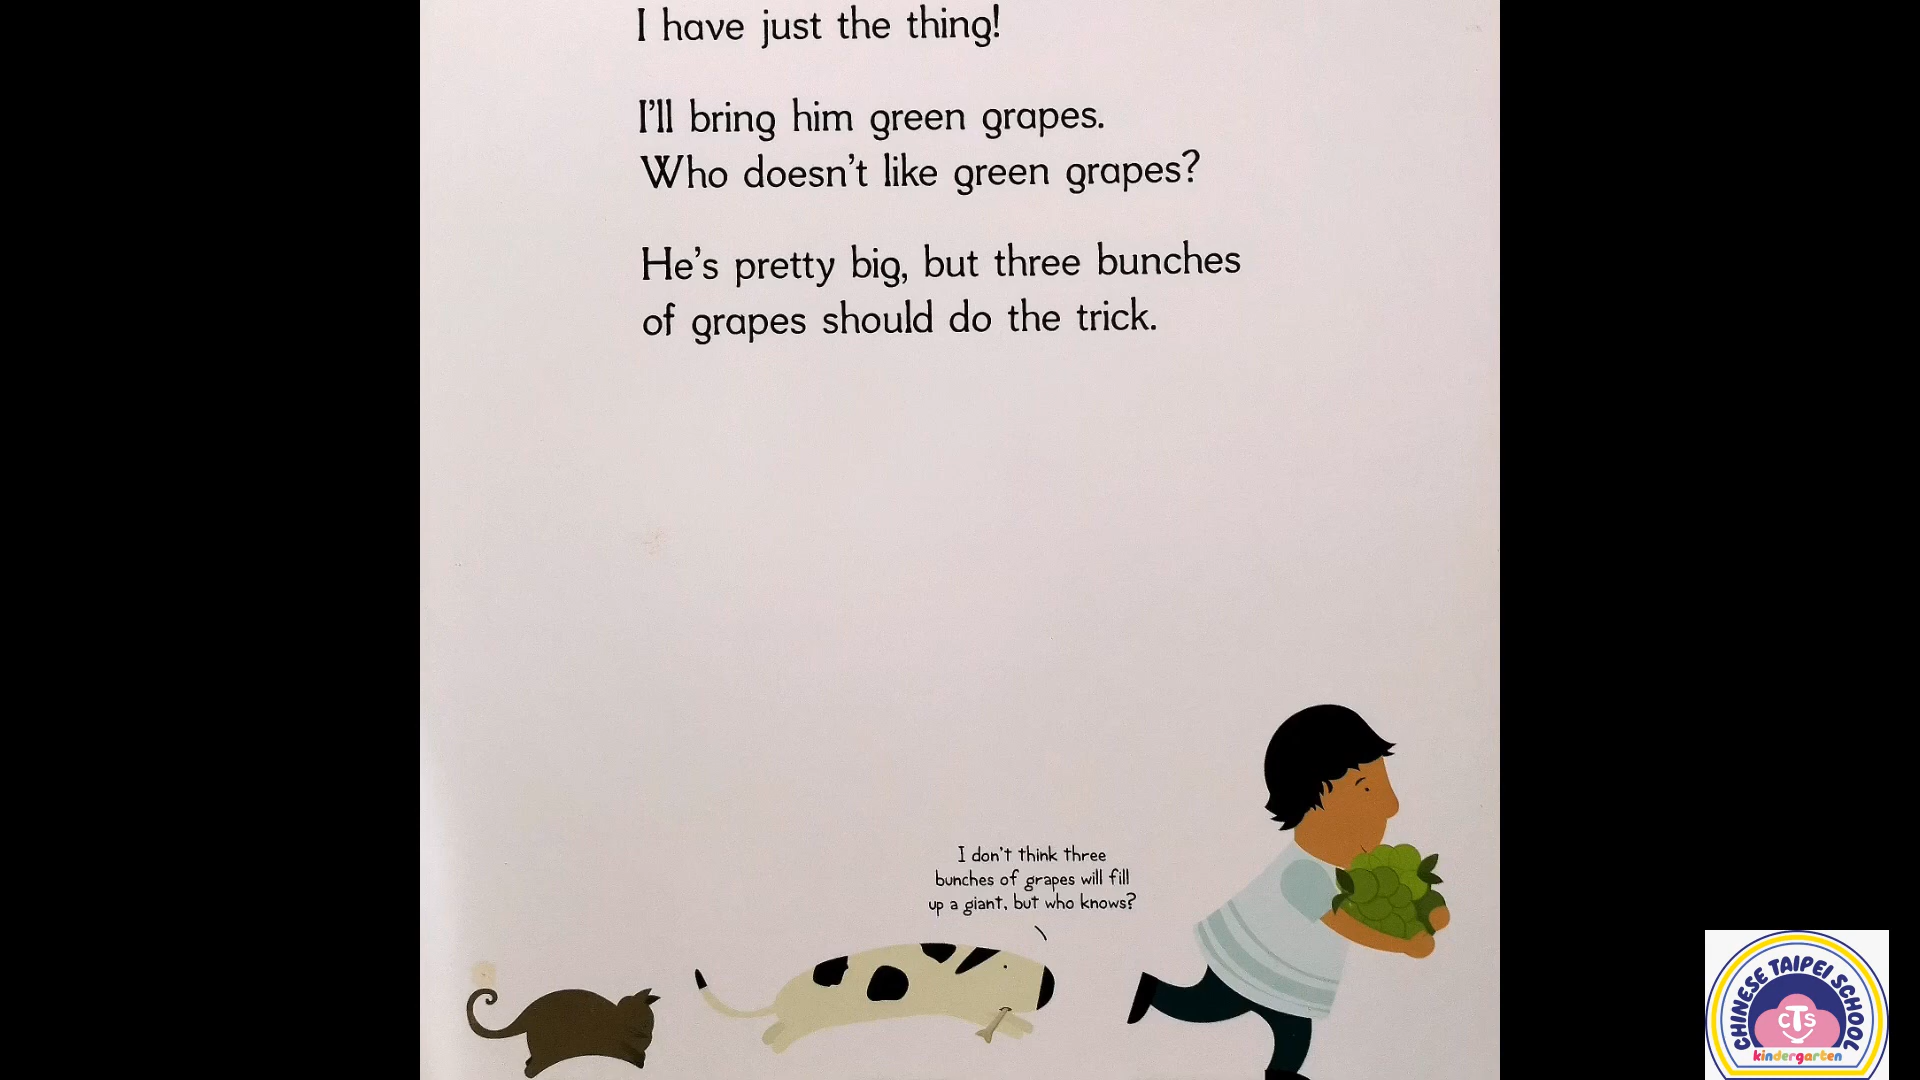 I have just the thing!
I'll bring him green grapes.
Who doesn't like green grapes?
He's pretty big, but three bunches
of grapes should do the trick.
I don't think three
bunches of grapes will fill
up a giant, but who knows?
CHINESE TAIPEI SCHOOL
CTS
kindergarten